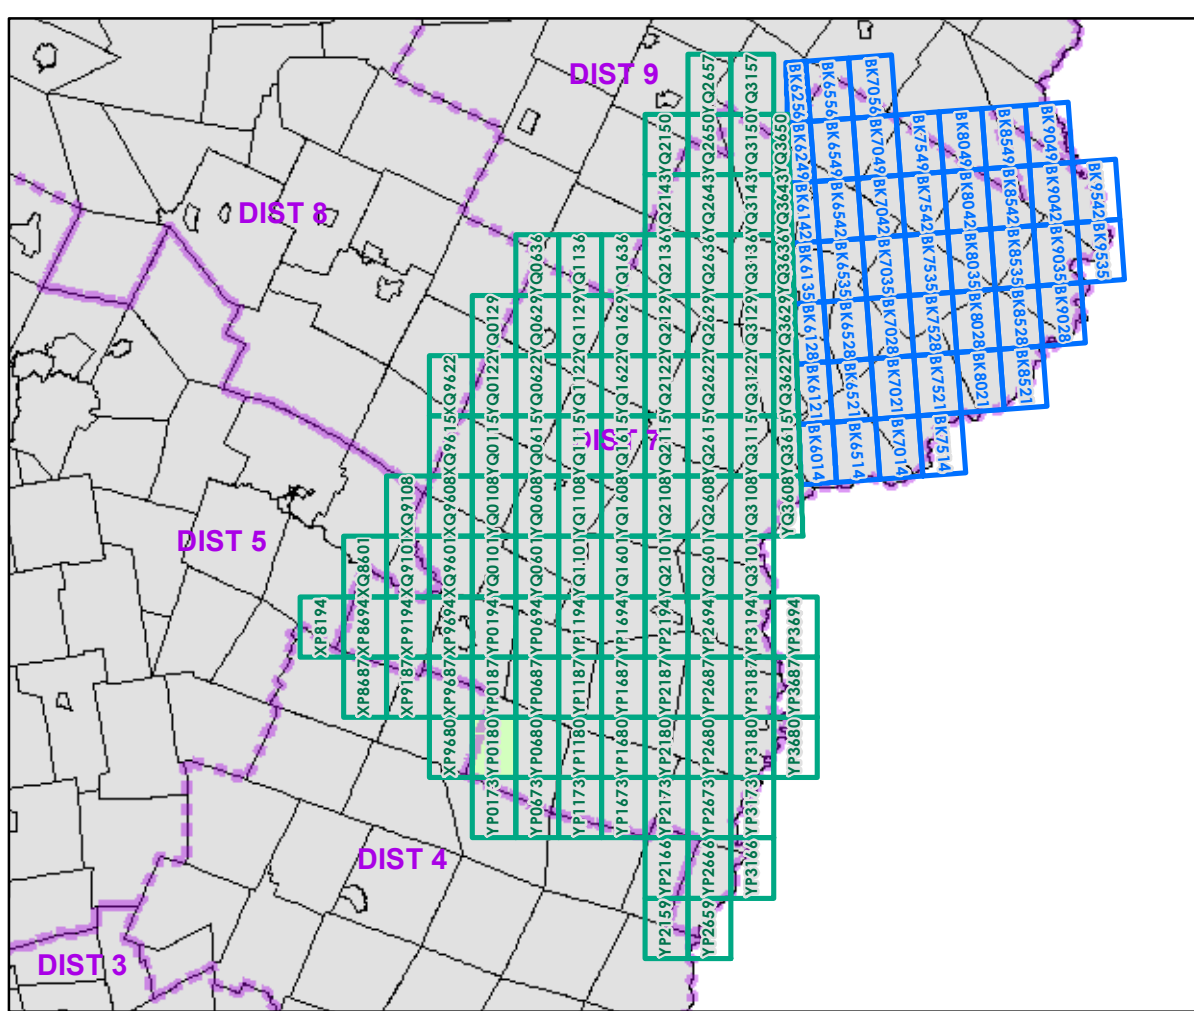 DIST 9
DIST 8
DIST 7
DIST 5
DIST 4
DIST 3
YQ2657 YQ3157
YQ2150 YQ2650 YQ3150 YQ3650
YQ2143 YQ2643 YQ3143 YQ3643
YQ0636 YQ1136 YQ1636 YQ2136 YQ2636 YQ3136 YQ3636
YQ0129 YQ0629 YQ1129 YQ1629 YQ2129 YQ2629 YQ3129 YQ3629
XQ9622 YQ0122 YQ0622 YQ1122 YQ1622 YQ2122 YQ2622 YQ3122 YQ3622
XQ9615 YQ0115 YQ0615 YQ1115 YQ1615 YQ2115 YQ2615 YQ3115 YQ3615
XQ9108 XQ9608 YQ0108 YQ0608 YQ1108 YQ1608 YQ2108 YQ2608 YQ3108 YQ3608
XQ8601 XQ9101 XQ9601 YQ0101 YQ0601 YQ1101 YQ1601 YQ2101 YQ2601 YQ3101
XP8194 XP8694 XP9194 XP9694 YP0194 YP0694 YP1194 YP1694 YP2194 YP2694 YP3194 YP3694
XP8687 XP9187 XP9687 YP0187 YP0687 YP1187 YP1687 YP2187 YP2687 YP3187 YP3687
XP9680 YP0180 YP0680 YP1180 YP1680 YP2180 YP2680 YP3180 YP3680
YP0173 YP0673 YP1173 YP1673 YP2173 YP2673 YP3173
YP2166 YP2666 YP3166
YP2159 YP2659
BK6256 BK6556 BK7056
BK6249 BK6549 BK7049 BK7549 BK8049 BK8549 BK9049
BK6142 BK6542 BK7042 BK7542 BK8042 BK8542 BK9042 BK9542
BK6135 BK6535 BK7035 BK7535 BK8035 BK8535 BK9035 BK9535
BK6128 BK6528 BK7028 BK7528 BK8028 BK8528 BK9028
BK6121 BK6521 BK7021 BK7521 BK8021 BK8521
BK6014 BK6514 BK7014 BK7514